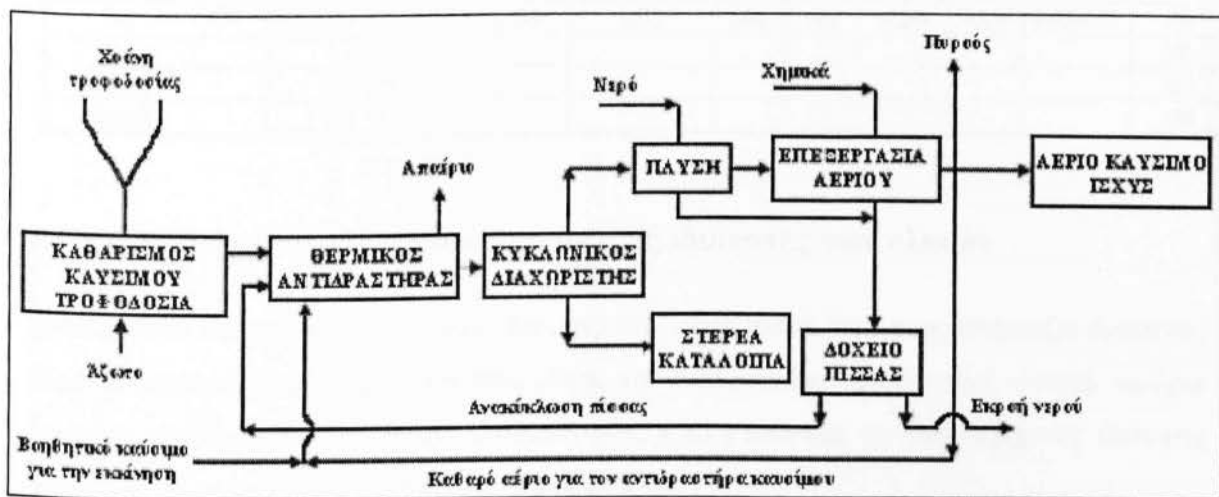 Χοάνη
τροφοδοσίας
Πυρσός
Νερό
Χημικά
Απαέριο
ΠΛΥΣΗ
ΕΠΕΞΕΡΓΑΣΙΑ
ΑΕΡΙΟΥ
ΑΕΡΙΟ ΚΑΥΣΙΜΟ
ΙΣΧΥΣ
ΚΑΘΑΡΙΣΜΟΣ
ΚΑΥΣΙΜΟΥ
ΤΡΟΦΟΔΟΣΙΑ
ΘΕΡΜΙΚΟΣ
ΑΝΤΙΔΡΑΣΤΗΡΑΣ
ΚΥΚΛΩΝΙΚΟΣ
ΔΙΑΧΩΡΙΣΤΗΣ
ΣΤΕΡΕΑ
ΚΑΤΑΛΟΙΠΑ
ΔΟΧΕΙΟ
ΠΙΣΣΑΣ
Άζωτο
Ανακύκλωση πίσσας
Εκροή νερού
Βοηθητικό καύσιμο
για την εκκίνηση
Καθαρό αέριο για τον αντιδραστήρα καυσίμου